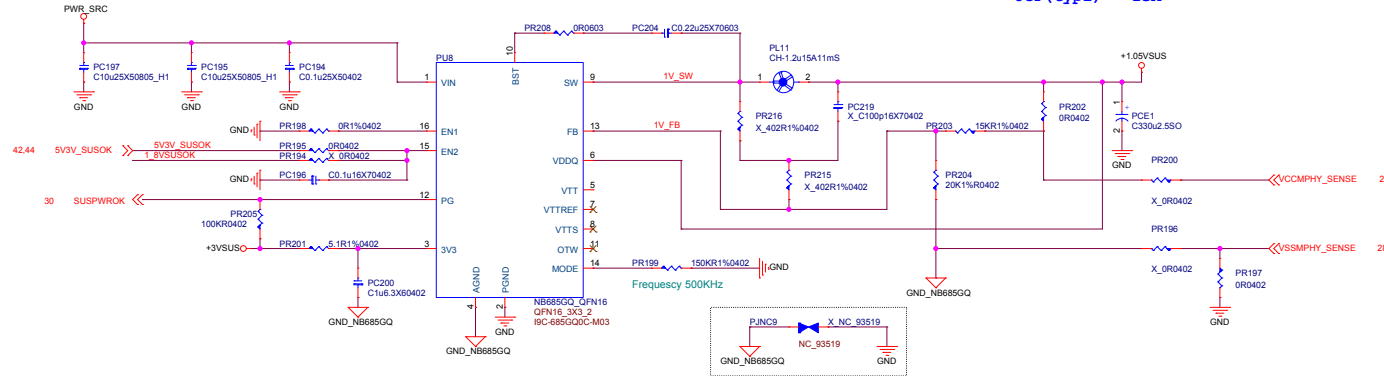 PWR_SRC
PC197
C10u25X50805_H1
GND
PC195
C10u25X50805_H1
GND
PC194
C0.1u25X50402
GND
PR208
0R0603
PC204
C0.22u25X70603
PL11
CH-1.2u15A11mS
1
2
+1.05VSUS
PU8
10
BST
1
VIN
SW
9
1V_SW
GND
PR198
0R1%0402
16
EN1
FB
13
1V_FB
42.44
5V3V_SUSOK
5V3V_SUSOK
PR195
0R0402
15
EN2
1_8VSUSOK
PR194
X_0R0402
VDDQ
6
GND
PC196
C0.1u16X70402
VTT
5
30
SUSPWROK
12
PG
VTTREF
7
VTTS
8
PR205
100KR0402
+3VSUS
PR201
5.1R1%0402
3
3V3
OTW
11
MODE
14
PR199
150KR1%0402
GND
Frequescy 500KHz
PC200
C1u6.3X60402
GND_NB685GQ
AGND
PGND
4
2
GND
GND_NB685GQ
NB685GQ_QFN16
QFN16_3X3_2
I9C-685GQ0C-M03
PR216
X_402R1%0402
PC219
X_C100p16X70402
PR215
X_402R1%0402
PR203
15KR1%0402
PR202
0R0402
1
+
2
PCE1
C330u2.5SO
GND
PR204
20K1%R0402
PR200
X_0R0402
VCCMPHY_SENSE
PR196
X_0R0402
VSSMPHY_SENSE
28
PR197
0R0402
GND
GND_NB685GQ
PJNC9
X_NC_93519
NC_93519
GND_NB685GQ
GND